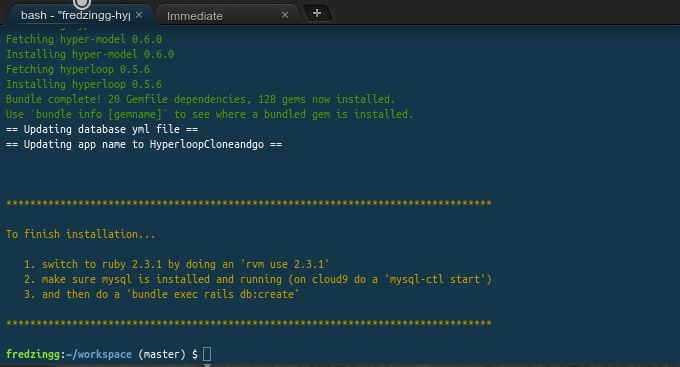 bash - "fredzingg-hyp
Immediate
Fetching hyper-model 0.6.0
Installing hyper-model 0.6.0
Fetching hyperloop 0.5.6
Installing hyperloop 0.5.6
Bundle complete! 20 Gemfile dependencies, 128 gems now installed.
Use `bundle info [gemname]` to see where a bundled gem is installed.
== Updating database yml file ==
== Updating app name to HyperloopCloneandgo ==
*********************************************************************************
To finish installation...
1. switch to ruby 2.3.1 by doing an 'rvm use 2.3.1'
2. make sure mysql is installed and running (on cloud9 do a 'mysql-ctl start')
3. and then do a 'bundle exec rails db:create'
*********************************************************************************
fredzingg:~/workspace (master) $